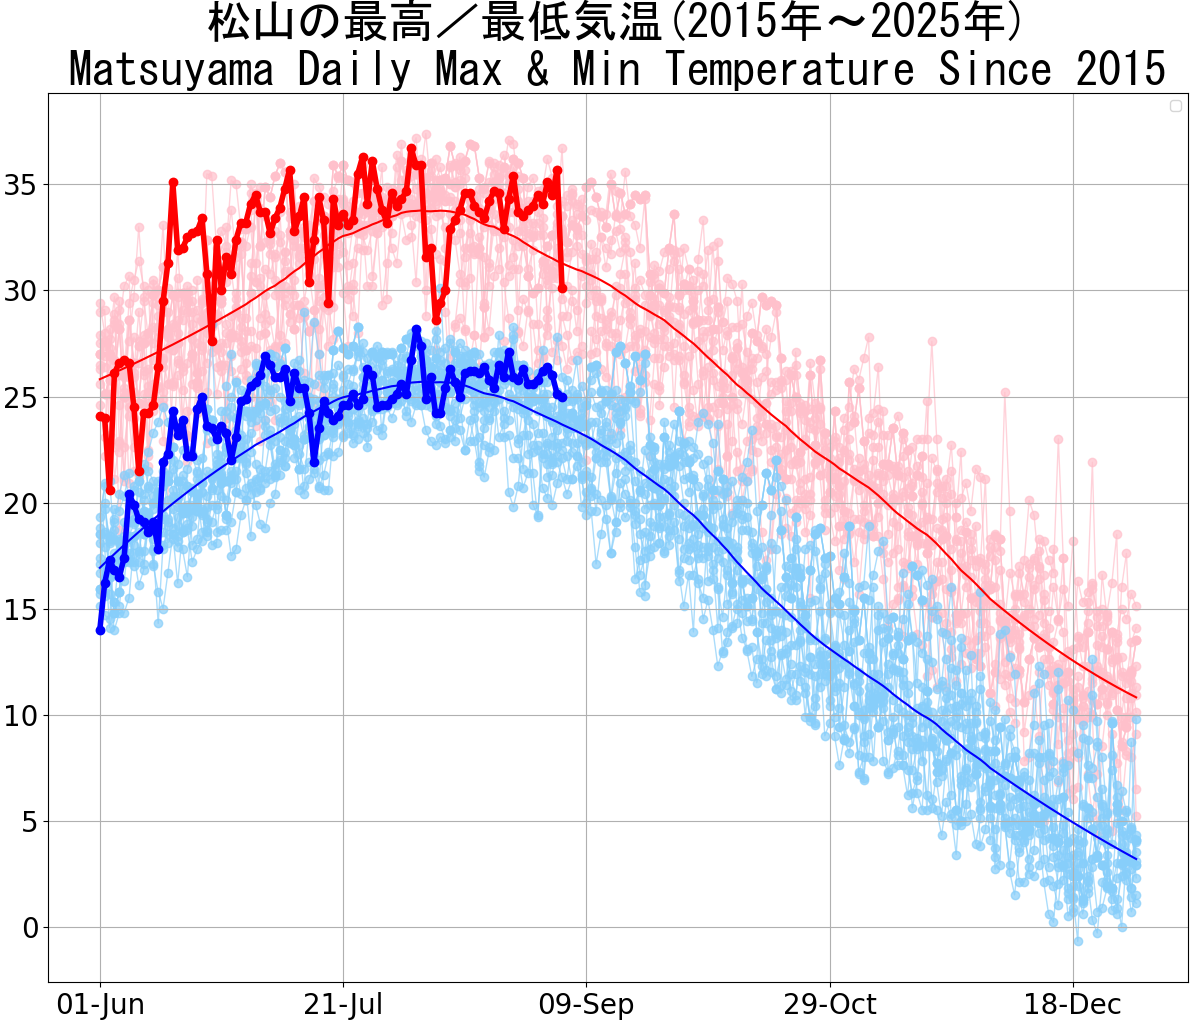 松山の最高／最低気温(2015年～2025年)
Matsuyama Daily Max & Min Temperature Since 2015
35
30
25
20
15
10
5
0
01-Jun 21-Jul 09-Sep 29-Oct 18-Dec